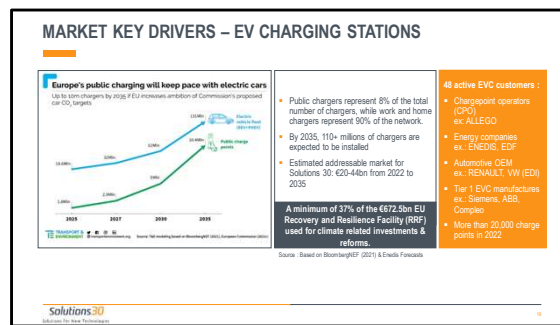 MARKET KEY DRIVERS – EV CHARGING STATIONS
Europe's public charging will keep pace with electric cars
Up to 10m chargers by 2035 if EU increases ambition of Commission's proposed
car CO₂ targets
Electric
vehicle fleet
Public charge
points
2025
2027
2030
2035
TRANSPORT &
ENVIRONMENT
Public chargers represent 8% of the total
number of chargers, while work and home
chargers represent 90% of the network.
By 2035, 110+ millions of chargers are
expected to be installed
Estimated addressable market for
Solutions 30: €20-44bn from 2022 to
2035
A minimum of 37% of the €672.5bn EU
Recovery and Resilience Facility (RRF)
used for climate related investments &
reforms.
Source : Based on BloombergNEF (2021) & Enedis Forecasts
48 active EVC customers :
Chargepoint operators
(CPO)
ex: ALLEGO
Energy companies
ex.: ENEDIS, EDF
Automotive OEM
ex.: RENAULT, VW (EDI)
Tier 1 EVC manufactures
ex.: Siemens, ABB,
Compleo
More than 20,000 charge
points in 2022
Solutions30
Solutions For New Technologies